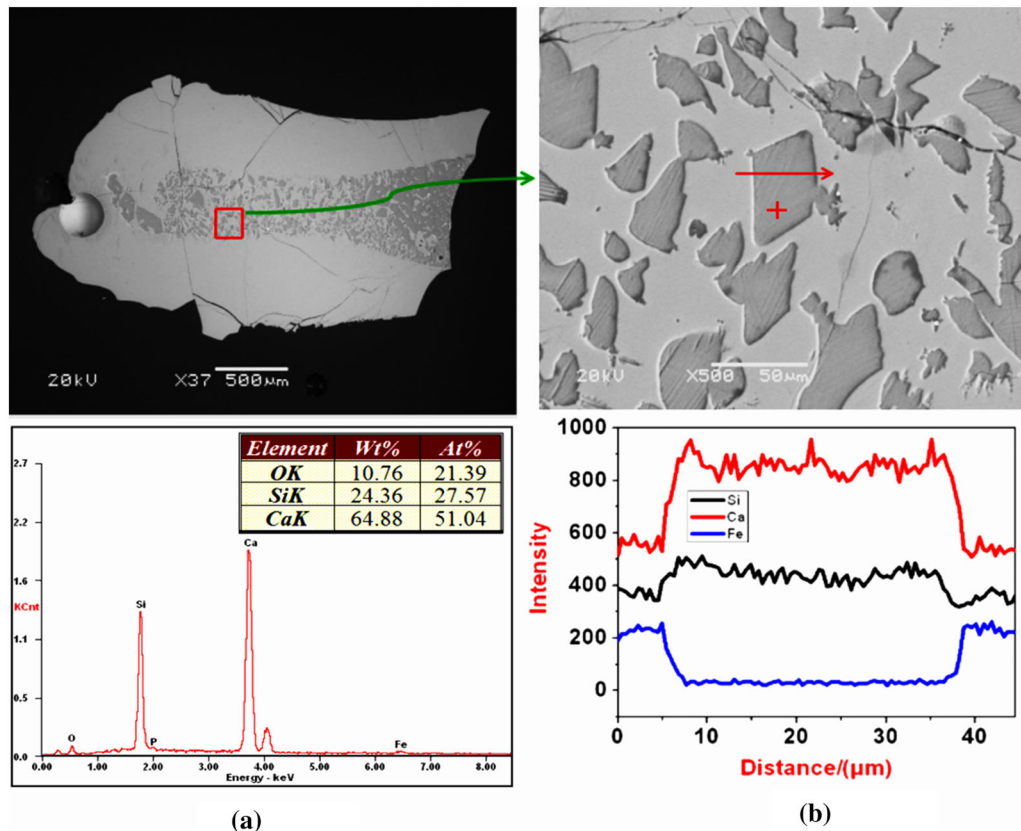 20kV X37 500μm
20kV X500 50μm
Element Wt% At%
OK 10.76 21.39
SiK 24.36 27.57
CaK 64.88 51.04
2.7
2.2
1.6
KCnt
1.1
0.5
0.0
Ca
Si
O
P
Fe
0.00 1.00 2.00 3.00 4.00 5.00 6.00 7.00 8.00
Energy - keV
(a)
1000
800
600
400
200
0
Intensity
Si
Ca
Fe
0 10 20 30 40
Distance/(μm)
(b)